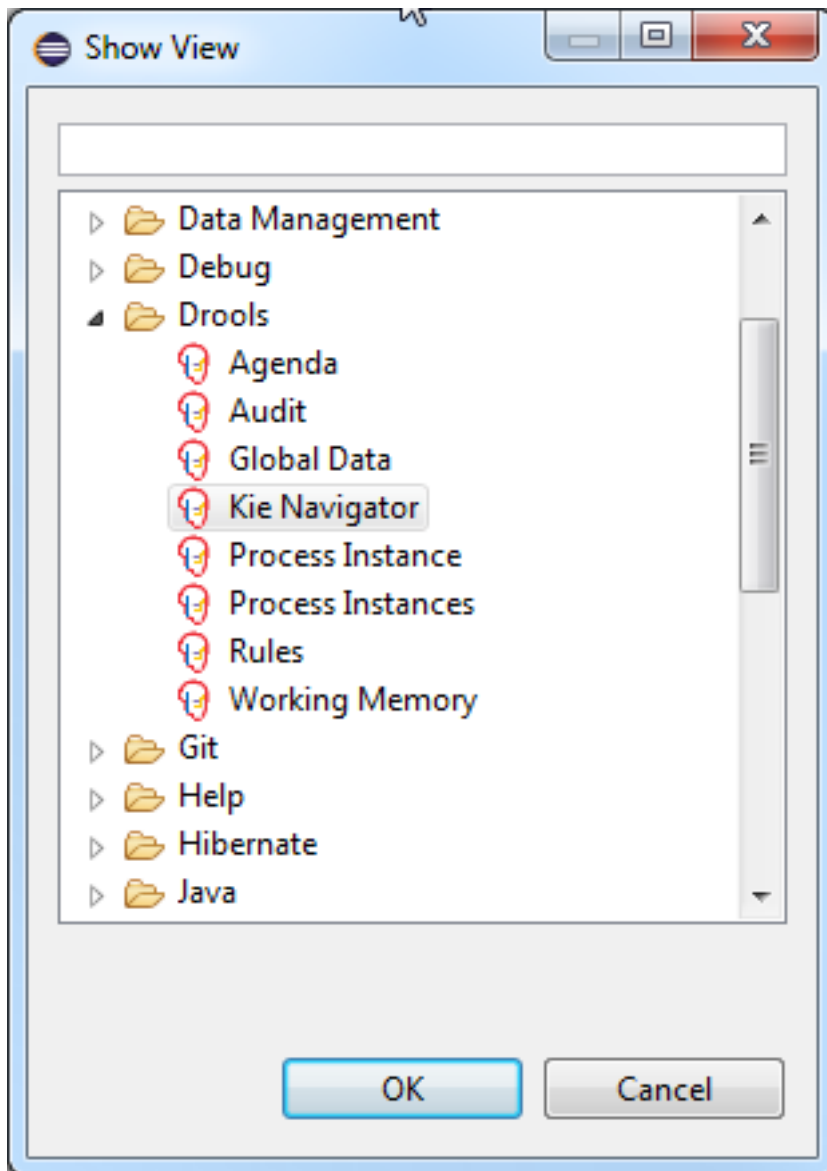 Show View
Data Management
Debug
Drools
Agenda
Audit
Global Data
Kie Navigator
Process Instance
Process Instances
Rules
Working Memory
Git
Help
Hibernate
Java
OK Cancel